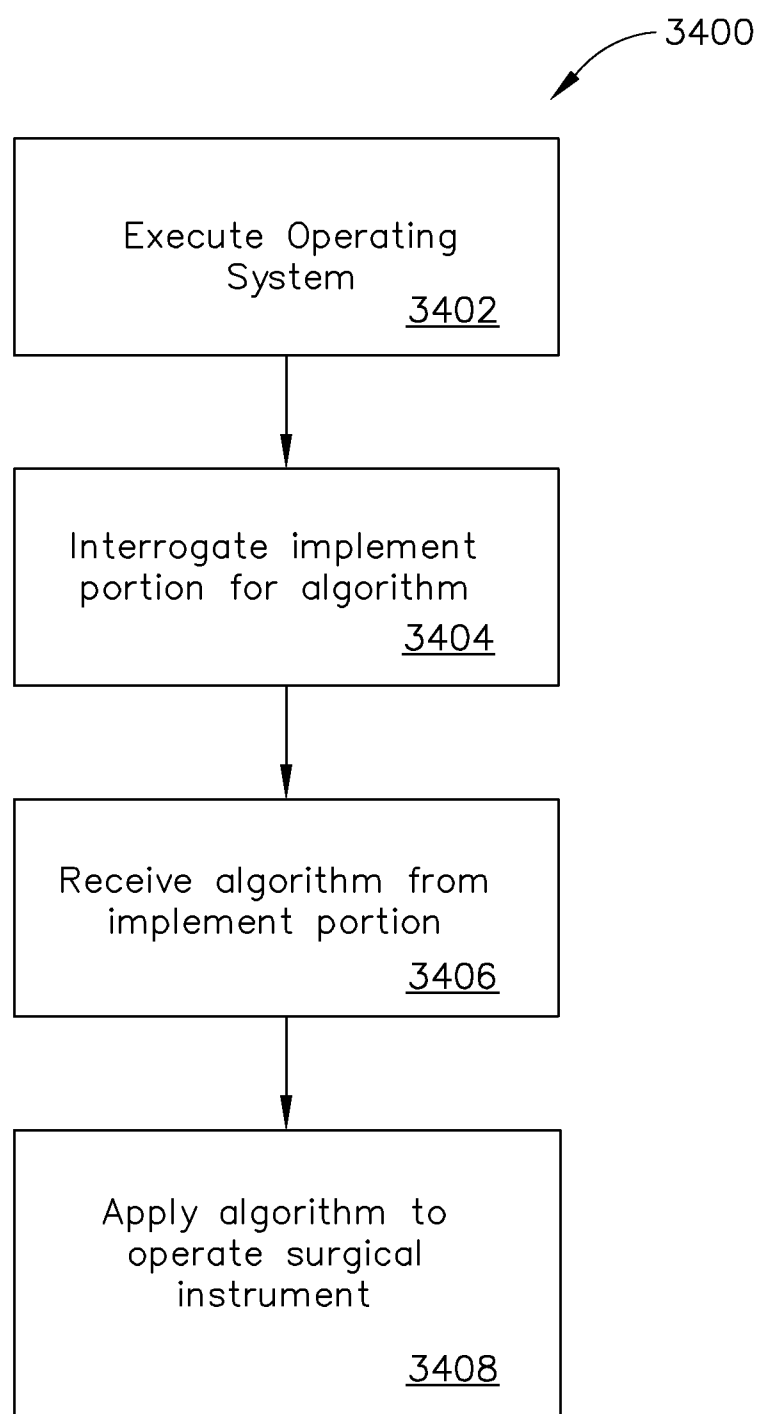 3400
Execute Operating
System
3402
Interrogate implement
portion for algorithm
3404
Receive algorithm from
implement portion
3406
Apply algorithm to
operate surgical
instrument
3408